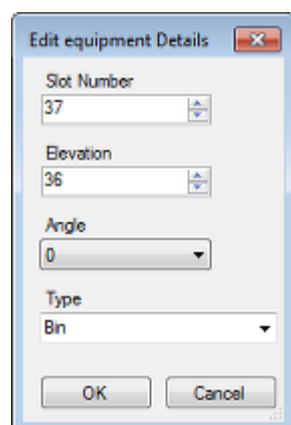 Edit equipment Details
Slot Number
37
Elevation
36
Angle
0
Type
Bin
OK Cancel